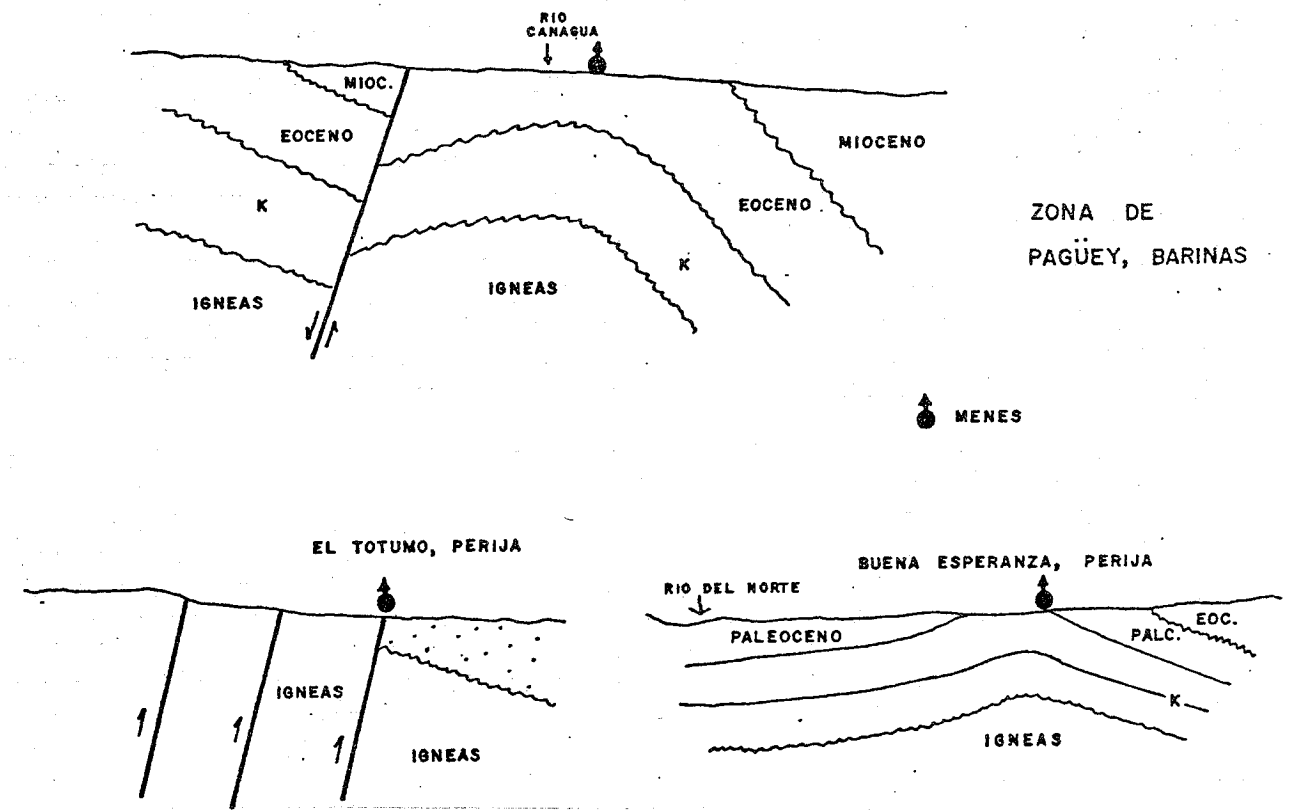 RIO
CANAGUA
MIOC.
EOCENO
MIOCENO
K
EOCENO
ZONA DE
PAGÜEY, BARINAS
K
IGNEAS
IGNEAS
MENES
EL TOTUMO, PERIJA
BUENA ESPERANZA, PERIJA
RIO DEL NORTE
PALEOCENO
EOC.
PALC.
IGNEAS
K
IGNEAS
IGNEAS